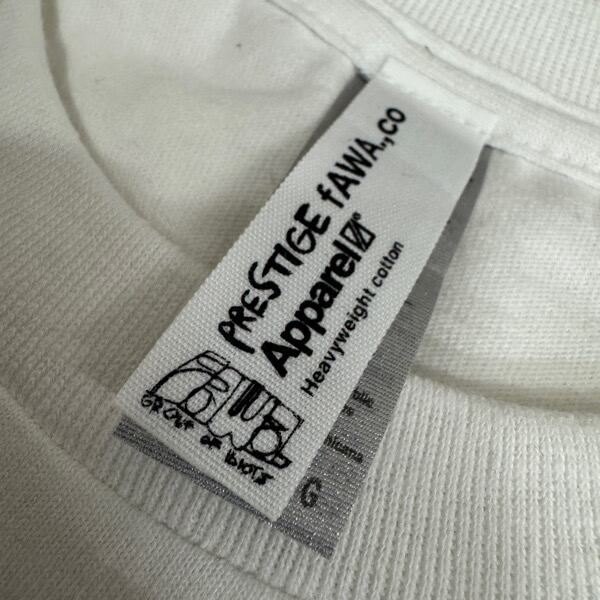 PRESTIGE fAWA.,CO
Apparel
Heavyweight cotton
GROUP OF IDIOTS
G